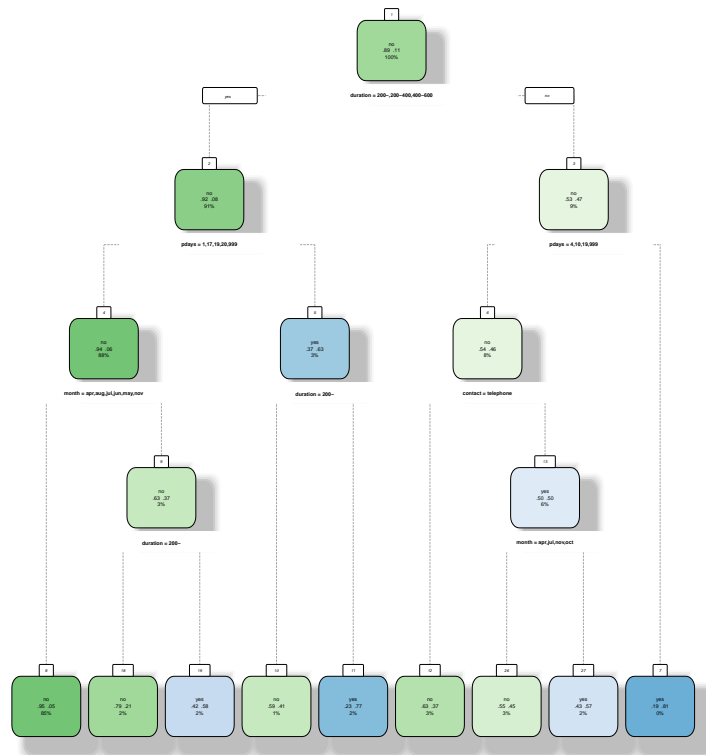 1
no
.89 .11
100%
yes
duration = 200-,200-400,400-600
no
2
no
.92 .08
91%
3
no
.53 .47
9%
pdays = 1,17,19,20,999
pdays = 4,10,19,999
4
no
.94 .06
88%
5
yes
.37 .63
3%
6
no
.54 .46
8%
month = apr,aug,jul,jun,may,nov
duration = 200-
contact = telephone
9
no
.63 .37
3%
13
yes
.50 .50
6%
duration = 200-
month = apr,jul,nov,oct
8
no
.95 .05
85%
18
no
.79 .21
2%
19
yes
.42 .58
2%
10
no
.59 .41
1%
11
yes
.23 .77
2%
12
no
.63 .37
3%
26
no
.55 .45
3%
27
yes
.43 .57
2%
7
yes
.19 .81
0%